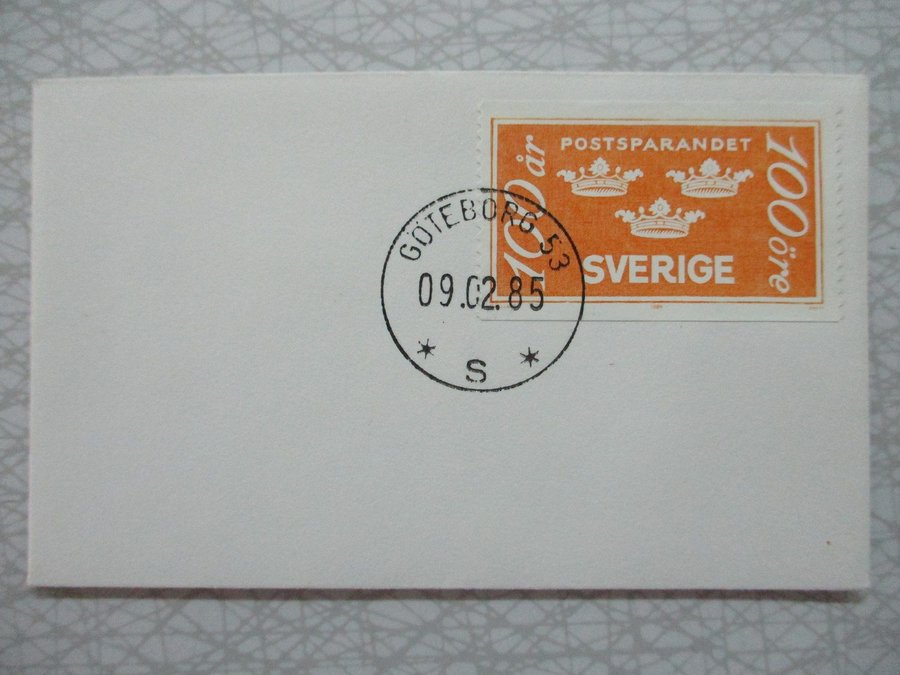 POSTSPARANDET
100 år
100 öre
SVERIGE
GÖTEBORG 53
09.02.85
* S *